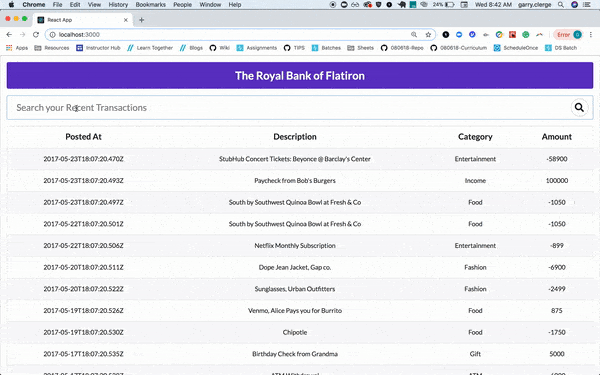 Chrome File Edit View History Bookmarks People Window Help 24% Wed 8:42 AM garry.clerge
React App
localhost:3000 Error
Apps Resources Instructor Hub Learn Together Blogs Wiki Assignments TIPS Batches Sheets 080618-Repo 080618-Curriculum ScheduleOnce DS Batch
The Royal Bank of Flatiron
Search your Recent Transactions
Posted At Description Category Amount
2017-05-23T18:07:20.470Z StubHub Concert Tickets: Beyonce @ Barclay's Center Entertainment -58900
2017-05-23T18:07:20.493Z Paycheck from Bob's Burgers Income 100000
2017-05-23T18:07:20.497Z South by Southwest Quinoa Bowl at Fresh & Co Food -1050
2017-05-22T18:07:20.501Z South by Southwest Quinoa Bowl at Fresh & Co Food -1050
2017-05-22T18:07:20.506Z Netflix Monthly Subscription Entertainment -899
2017-05-20T18:07:20.511Z Dope Jean Jacket, Gap co. Fashion -6900
2017-05-20T18:07:20.522Z Sunglasses, Urban Outfitters Fashion -2499
2017-05-19T18:07:20.526Z Venmo, Alice Pays you for Burrito Food 875
2017-05-19T18:07:20.530Z Chipotle Food -1750
2017-05-19T18:07:20.535Z Birthday Check from Grandma Gift 5000